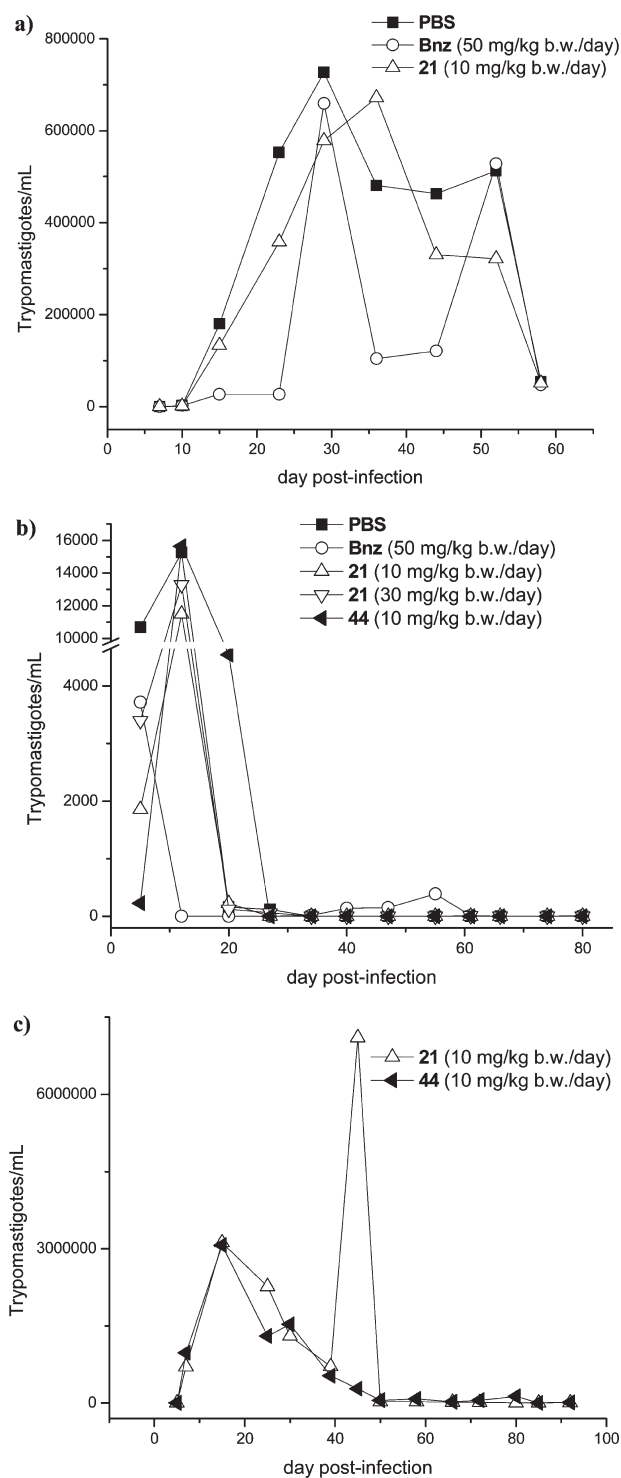 a)
PBS
Bnz (50 mg/kg b.w./day)
21 (10 mg/kg b.w./day)
800000
600000
400000
200000
0
Trypomastigotes/mL
0 10 20 30 40 50 60
day post-infection
b)
PBS
Bnz (50 mg/kg b.w./day)
21 (10 mg/kg b.w./day)
21 (30 mg/kg b.w./day)
44 (10 mg/kg b.w./day)
16000
14000
12000
10000
4000
2000
0
Trypomastigotes/mL
0 20 40 60 80
day post-infection
c)
21 (10 mg/kg b.w./day)
44 (10 mg/kg b.w./day)
6000000
3000000
0
Trypomastigotes/mL
0 20 40 60 80 100
day post-infection